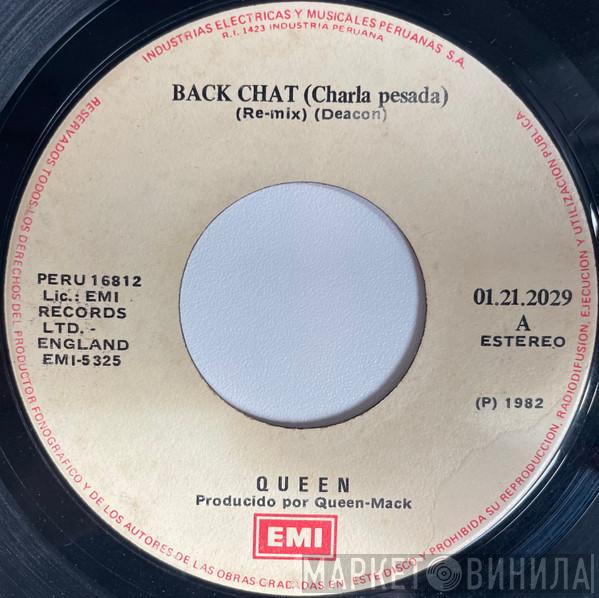 INDUSTRIAS ELECTRICAS Y MUSICALES PERUANAS S.A.
R.I. 1423 INDUSTRIA PERUANA
BACK CHAT (Charla pesada)
(Re-mix) (Deacon)
PERU 16812
Lic.: EMI
RECORDS
LTD.-
ENGLAND
EMI-5325
01.21.2029
A
ESTEREO
(P) 1982
QUEEN
Producido por Queen-Mack
EMI
RESERVADOS TODOS LOS DERECHOS DEL PRODUCTOR FONOGRAFICO Y DE LOS AUTORES DE LAS OBRAS GRABADAS EN ESTE DISCO Y PROHIBIDA SU REPRODUCCION, RADIODIFUSION, EJECUCION Y UTILIZACION PUBLICA
МАРКЕТ ВИНИЛА